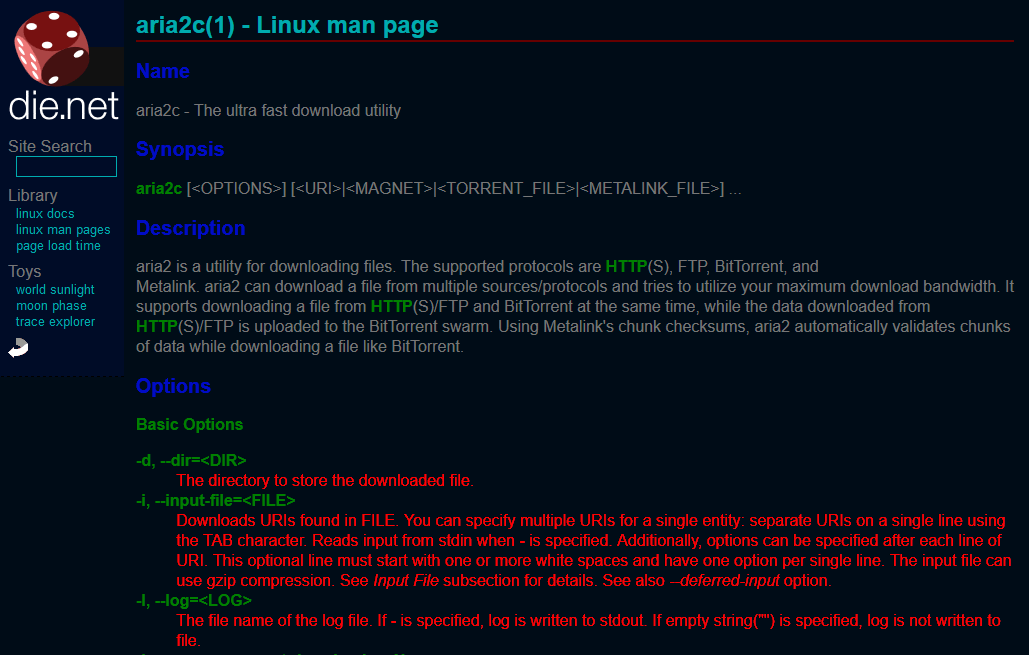 die.net
Site Search
Library
linux docs
linux man pages
page load time
Toys
world sunlight
moon phase
trace explorer
aria2c(1) - Linux man page
Name
aria2c - The ultra fast download utility
Synopsis
aria2c [<OPTIONS>] [<URI>|<MAGNET>|<TORRENT_FILE>|<METALINK_FILE>] ...
Description
aria2 is a utility for downloading files. The supported protocols are HTTP(S), FTP, BitTorrent, and
Metalink. aria2 can download a file from multiple sources/protocols and tries to utilize your maximum download bandwidth. It
supports downloading a file from HTTP(S)/FTP and BitTorrent at the same time, while the data downloaded from
HTTP(S)/FTP is uploaded to the BitTorrent swarm. Using Metalink's chunk checksums, aria2 automatically validates chunks
of data while downloading a file like BitTorrent.
Options
Basic Options
-d, --dir=<DIR>
The directory to store the downloaded file.
-i, --input-file=<FILE>
Downloads URIs found in FILE. You can specify multiple URIs for a single entity: separate URIs on a single line using
the TAB character. Reads input from stdin when - is specified. Additionally, options can be specified after each line of
URI. This optional line must start with one or more white spaces and have one option per single line. The input file can
use gzip compression. See Input File subsection for details. See also --deferred-input option.
-l, --log=<LOG>
The file name of the log file. If - is specified, log is written to stdout. If empty string("") is specified, log is not written to
file.